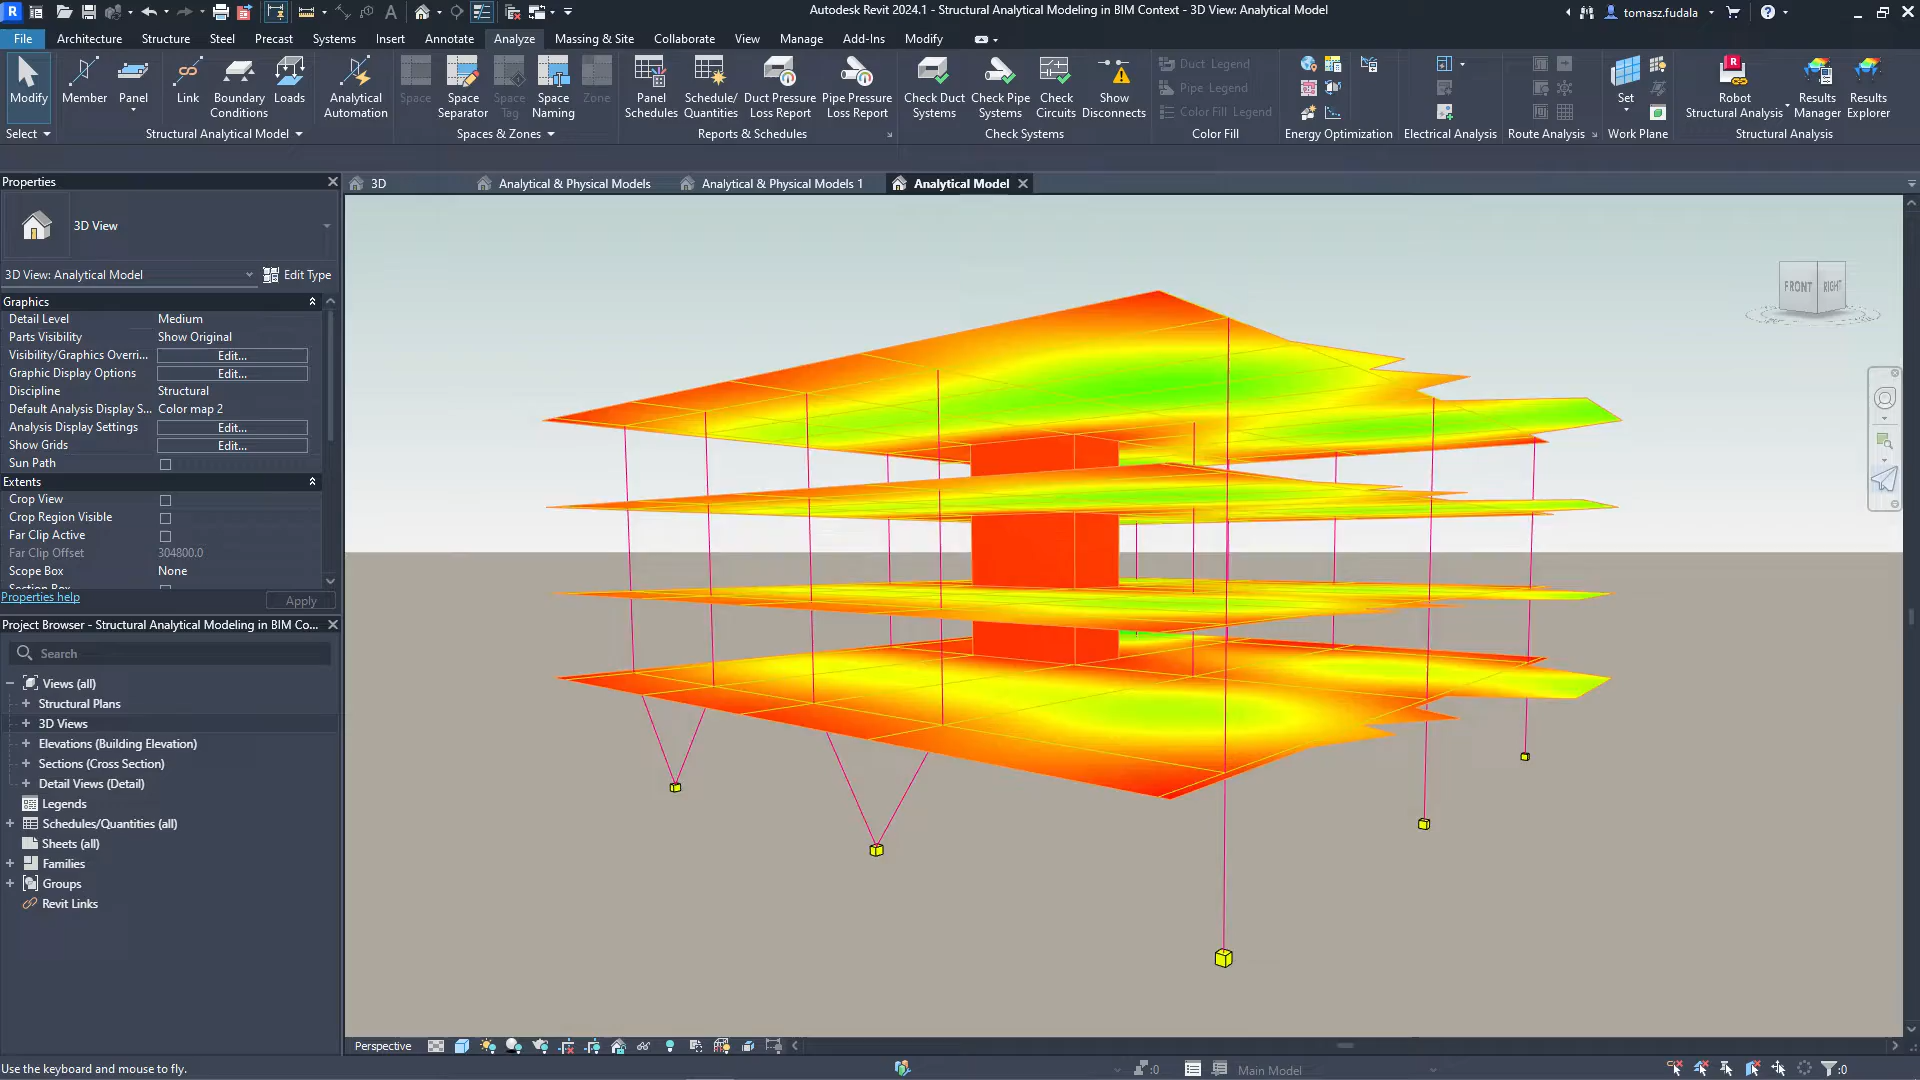 R
Autodesk Revit 2024.1 - Structural Analytical Modeling in BIM Context - 3D View: Analytical Model
tomasz.fudala
File Architecture Structure Steel Precast Systems Insert Annotate Analyze Massing & Site Collaborate View Manage Add-Ins Modify
Modify
Member
Panel
Link
Boundary Conditions
Loads
Analytical Automation
Space
Space Separator
Space Tag
Space Naming
Zone
Panel Schedules
Schedule/ Quantities
Duct Pressure Loss Report
Pipe Pressure Loss Report
Check Duct Systems
Check Pipe Systems
Check Circuits
Show Disconnects
Duct Legend
Pipe Legend
Color Fill Legend
Set
R
Robot Structural Analysis
Results Manager
Results Explorer
Select
Structural Analytical Model
Spaces & Zones
Reports & Schedules
Check Systems
Color Fill
Energy Optimization
Electrical Analysis
Route Analysis
Work Plane
Structural Analysis
Properties
3D
Analytical & Physical Models
Analytical & Physical Models 1
Analytical Model
3D View
3D View: Analytical Model
Edit Type
Graphics
Detail Level Medium
Parts Visibility Show Original
Visibility/Graphics Overri... Edit...
Graphic Display Options Edit...
Discipline Structural
Default Analysis Display S... Color map 2
Analysis Display Settings Edit...
Show Grids Edit...
Sun Path
Extents
Crop View
Crop Region Visible
Far Clip Active
Far Clip Offset 304800.0
Scope Box None
Section Box
Properties help
Apply
FRONT RIGHT
Project Browser - Structural Analytical Modeling in BIM Co...
Search
Views (all)
Structural Plans
3D Views
Elevations (Building Elevation)
Sections (Cross Section)
Detail Views (Detail)
Legends
Schedules/Quantities (all)
Sheets (all)
Families
Groups
Revit Links
Perspective
Use the keyboard and mouse to fly.
:0
Main Model
:0